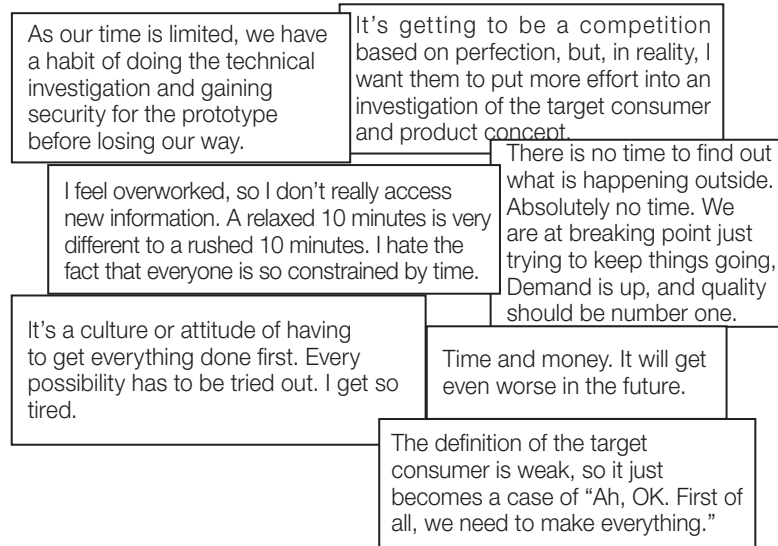 As our time is limited, we have
a habit of doing the technical
investigation and gaining
security for the prototype
before losing our way.
It’s getting to be a competition
based on perfection, but, in reality, I
want them to put more effort into an
investigation of the target consumer
and product concept.
There is no time to find out
what is happening outside.
Absolutely no time. We
are at breaking point just
trying to keep things going,
Demand is up, and quality
should be number one.
I feel overworked, so I don’t really access
new information. A relaxed 10 minutes is very
different to a rushed 10 minutes. I hate the
fact that everyone is so constrained by time.
It’s a culture or attitude of having
to get everything done first. Every
possibility has to be tried out. I get so
tired.
Time and money. It will get
even worse in the future.
The definition of the target
consumer is weak, so it just
becomes a case of “Ah, OK. First of
all, we need to make everything.”